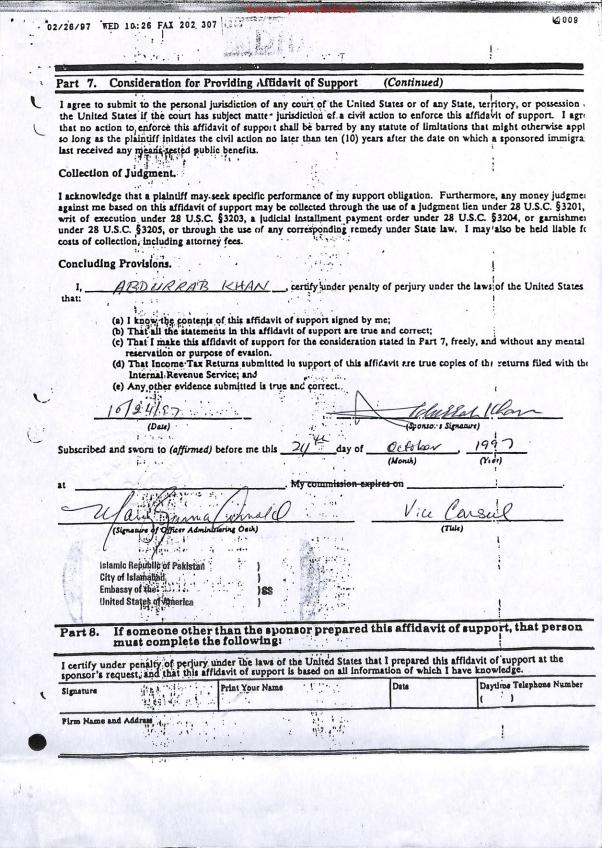 02/26/97 WED 10:26 FAX 202 307
009
Part 7. Consideration for Providing Affidavit of Support (Continued)
I agree to submit to the personal jurisdiction of any court of the United States or of any State, territory, or possession
the United States if the court has subject matter jurisdiction of a civil action to enforce this affidavit of support. I agr
that no action to enforce this affidavit of support shall be barred by any statute of limitations that might otherwise appl
so long as the plaintiff initiates the civil action no later than ten (10) years after the date on which a sponsored immigra
last received any means-tested public benefits.
Collection of Judgment.
I acknowledge that a plaintiff may seek specific performance of my support obligation. Furthermore, any money judgme
against me based on this affidavit of support may be collected through the use of a judgment lien under 28 U.S.C. §3201,
writ of execution under 28 U.S.C. §3203, a judicial installment payment order under 28 U.S.C. §3204, or garnishme
under 28 U.S.C. §3205, or through the use of any corresponding remedy under State law. I may also be held liable fo
costs of collection, including attorney fees.
Concluding Provisions.
I, ABDURRAB KHAN, certify under penalty of perjury under the laws of the United States
that:
(a) I know the contents of this affidavit of support signed by me;
(b) That all the statements in this affidavit of support are true and correct;
(c) That I make this affidavit of support for the consideration stated in Part 7, freely, and without any mental
reservation or purpose of evasion.
(d) That Income Tax Returns submitted in support of this affidavit are true copies of the returns filed with the
Internal Revenue Service; and
(e) Any other evidence submitted is true and correct.
10/24/97 Abdurrab Khan
(Date) (Sponsor's Signature)
Subscribed and sworn to (affirmed) before me this 24th day of October, 1997
(Month) (Year)
at . My commission expires on .
Vice Consul
(Signature of Officer Administering Oath) (Title)
Islamic Republic of Pakistan )
City of Islamabad )
Embassy of the )SS
United States of America )
Part 8. If someone other than the sponsor prepared this affidavit of support, that person
must complete the following:
I certify under penalty of perjury under the laws of the United States that I prepared this affidavit of support at the
sponsor's request, and that this affidavit of support is based on all information of which I have knowledge.
Signature Print Your Name Date Daytime Telephone Number
( )
Firm Name and Address